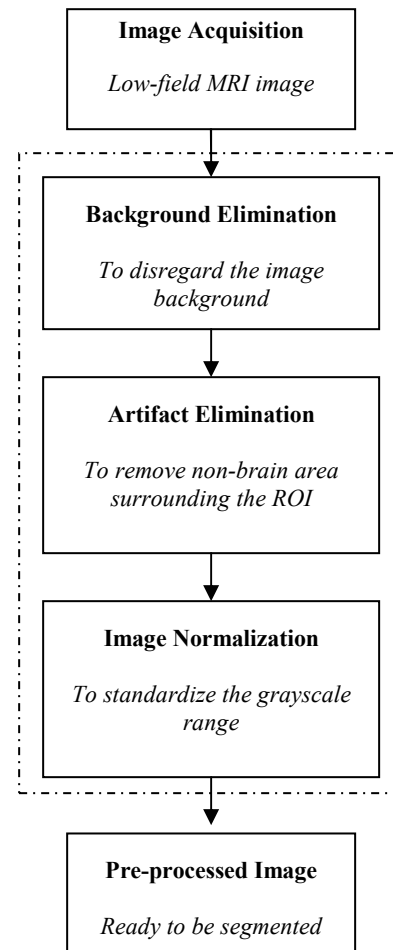 Image Acquisition
Low-field MRI image
Background Elimination
To disregard the image
background
Artifact Elimination
To remove non-brain area
surrounding the ROI
Image Normalization
To standardize the grayscale
range
Pre-processed Image
Ready to be segmented